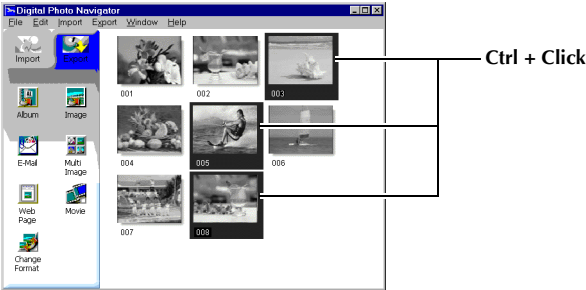 Digital Photo Navigator
File Edit Import Export Window Help
Import Export
Ctrl + Click
001 002 003
Album Image
004 005 006
E-Mail Multi Image
Web Page Movie
007 008
Change Format